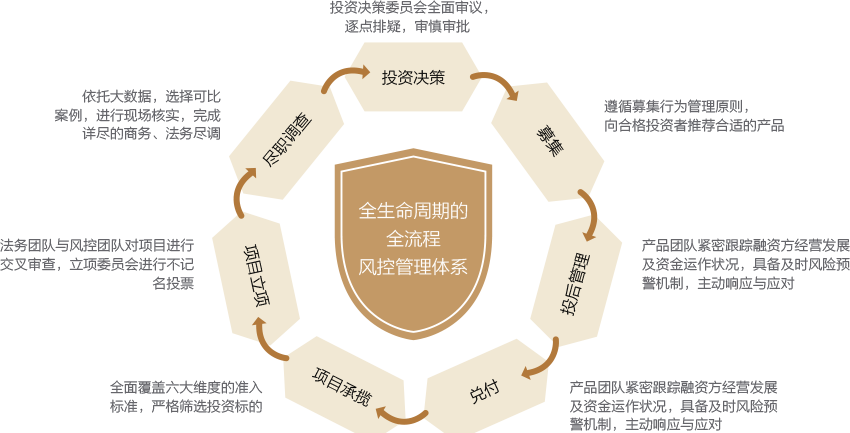 投资决策委员会全面审议，
逐点排疑，审慎审批
投资决策
依托大数据，选择可比
案例，进行现场核实，完成
详尽的商务、法务尽调
尽职调查
募集
遵循募集行为管理原则，
向合格投资者推荐合适的产品
全生命周期的
全流程
风控管理体系
法务团队与风控团队对项目进行
交叉审查，立项委员会进行不记
名投票
项目立项
投后管理
产品团队紧密跟踪融资方经营发展
及资金运作状况，具备及时风险预
警机制，主动响应与应对
全面覆盖六大维度的准入
标准，严格筛选投资标的
项目承揽
兑付
产品团队紧密跟踪融资方经营发展
及资金运作状况，具备及时风险预
警机制，主动响应与应对